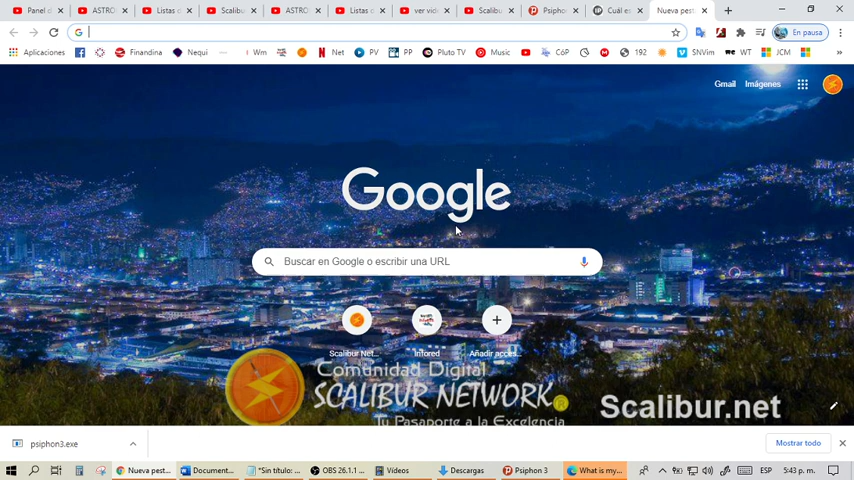 Panel d
ASTRO
Listas d
Scalibu
ASTRO
Listas d
ver vid
Scalibu
Psiphon
Cuál es
Nueva pest
G
En pausa
Aplicaciones
Finandina
Nequi
Wm
Net
PV
PP
Pluto TV
Music
CóP
192
SNVim
WT
JCM
Gmail
Imágenes
Google
Buscar en Google o escribir una URL
Scalibur Net...
Infored
Añadir acces...
Comunidad Digital
SCALIBUR NETWORK®
Tu Pasaporte a la Excelencia
Scalibur.net
psiphon3.exe
Mostrar todo
Nueva pest...
Document...
*Sin título: ...
OBS 26.1.1 ...
Vídeos
Descargas
Psiphon 3
What is my...
ESP
5:43 p. m.